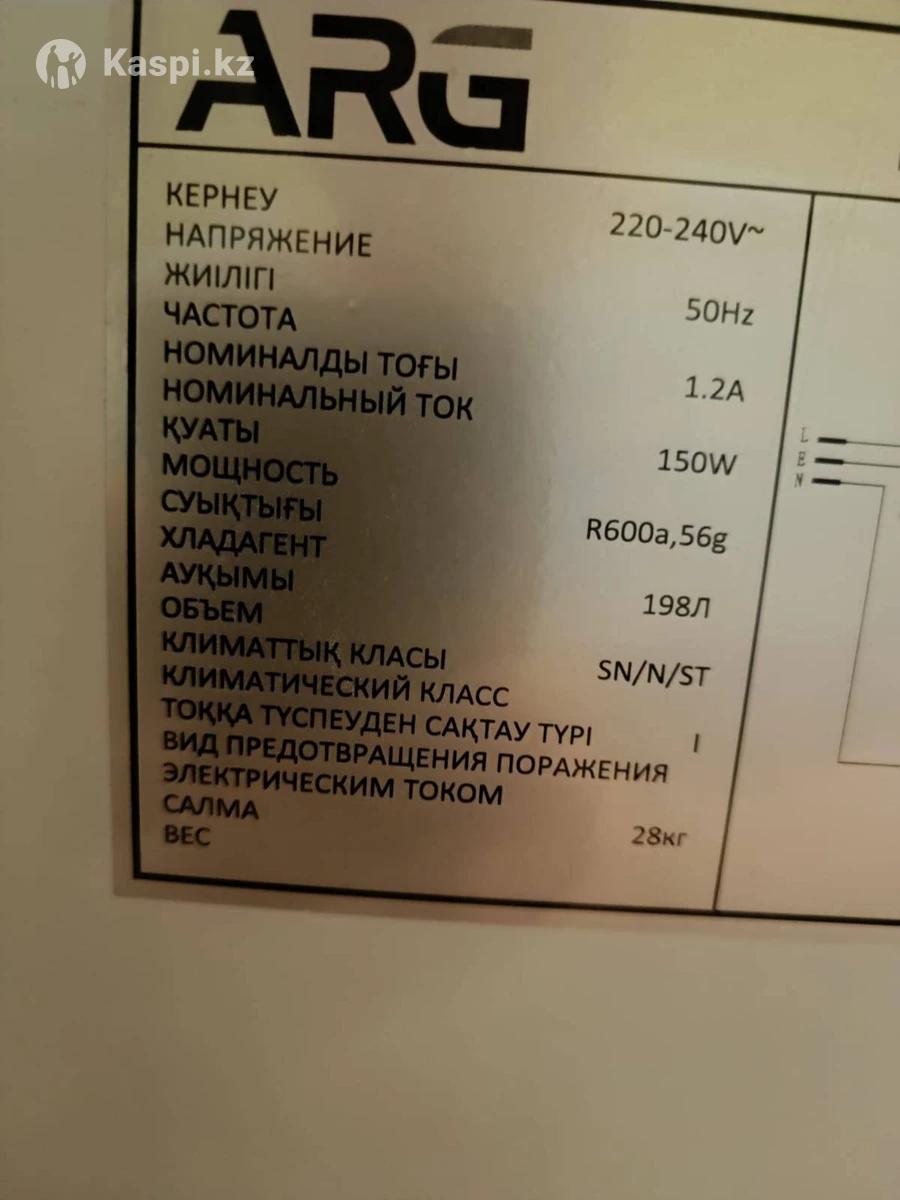 Kaspi.kz
ARG
КЕРНЕУ
НАПРЯЖЕНИЕ
220-240V~
ЖИІЛІГІ
ЧАСТОТА
50Hz
НОМИНАЛДЫ ТОҒЫ
НОМИНАЛЬНЫЙ ТОК
1.2A
ҚУАТЫ
МОЩНОСТЬ
150W
СУЫҚТЫҒЫ
ХЛАДАГЕНТ
R600a,56g
АУҚЫМЫ
ОБЪЕМ
198Л
КЛИМАТТЫҚ КЛАСЫ
КЛИМАТИЧЕСКИЙ КЛАСС
SN/N/ST
ТОҚҚА ТҮСПЕУДЕН САҚТАУ ТҮРІ
ВИД ПРЕДОТВРАЩЕНИЯ ПОРАЖЕНИЯ
ЭЛЕКТРИЧЕСКИМ ТОКОМ
I
САЛМА
ВЕС
28кг
L
E
N